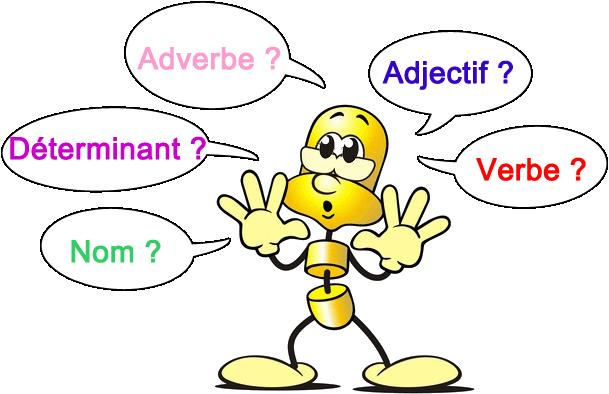 Adverbe ?
Adjectif ?
Déterminant ?
Verbe ?
Nom ?